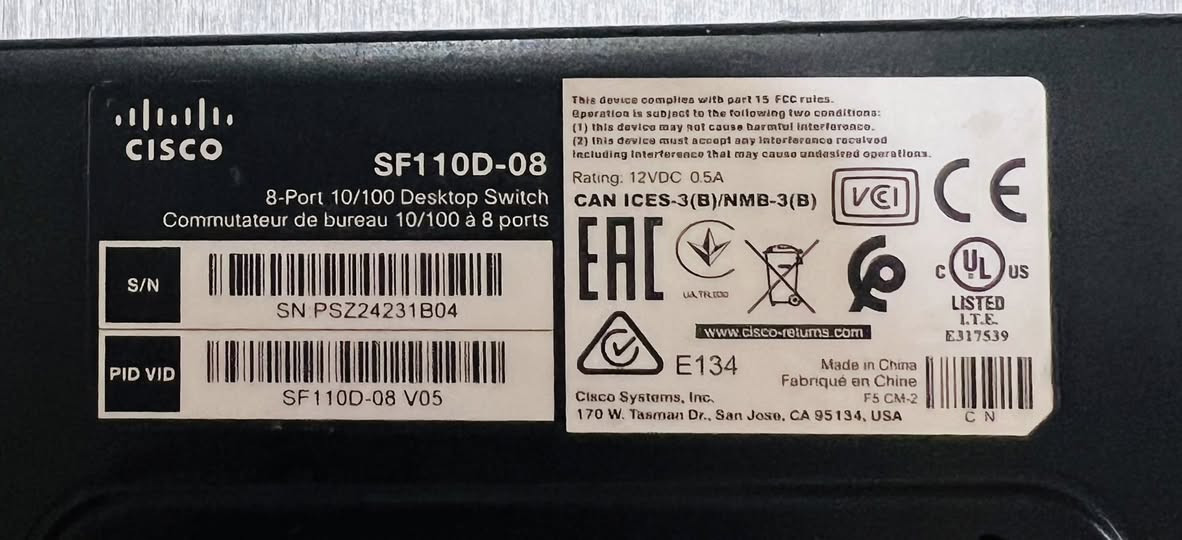 CISCO
SF110D-08
8-Port 10/100 Desktop Switch
Commutateur de bureau 10/100 à 8 ports
S/N
SN:PSZ24231B04
PID VID
SF110D-08 V05
This device complies with part 15 FCC rules.
Operation is subject to the following two conditions:
(1) this device may not cause harmful interference.
(2) this device must accept any interference received
including interference that may cause undesired operations.
Rating: 12VDC 0.5A
CAN ICES-3(B)/NMB-3(B)
VCCI
CE
EAC
C UL US
LISTED
I.T.E.
E317539
www.cisco-returns.com
E134
Made in China
Fabriqué en Chine
F5 CM-2
C N
Cisco Systems, Inc.
170 W. Tasman Dr., San Jose, CA 95134, USA